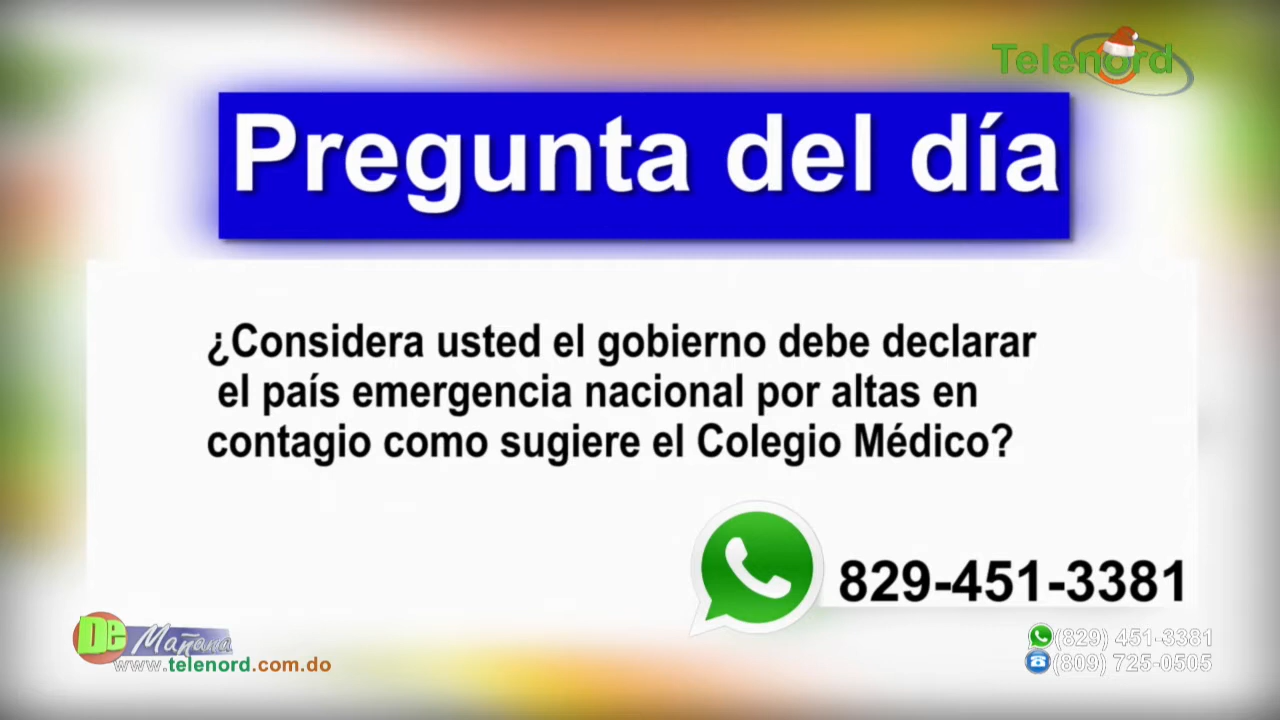 Telenord
Pregunta del día
¿Considera usted el gobierno debe declarar
el país emergencia nacional por altas en
contagio como sugiere el Colegio Médico?
829-451-3381
De Mañana
www.telenord.com.do
(829) 451-3381
(809) 725-0505